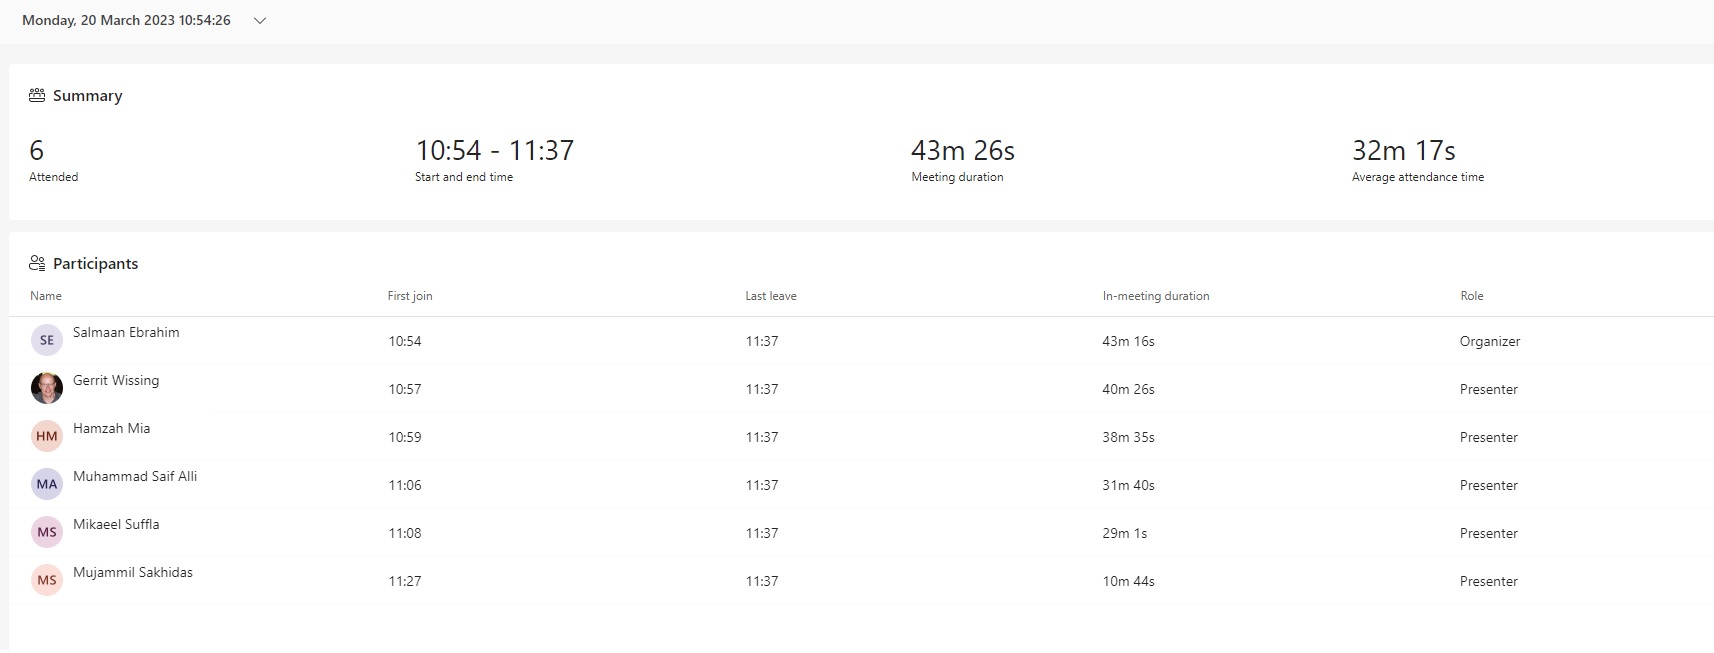 Monday, 20 March 2023 10:54:26
Summary
6 10:54 - 11:37 43m 26s 32m 17s
Attended Start and end time Meeting duration Average attendance time
Participants
Name First join Last leave In-meeting duration Role
SE Salmaan Ebrahim 10:54 11:37 43m 16s Organizer
Gerrit Wissing 10:57 11:37 40m 26s Presenter
HM Hamzah Mia 10:59 11:37 38m 35s Presenter
MA Muhammad Saif Alli 11:06 11:37 31m 40s Presenter
MS Mikaeel Suffla 11:08 11:37 29m 1s Presenter
MS Mujammil Sakhidas 11:27 11:37 10m 44s Presenter